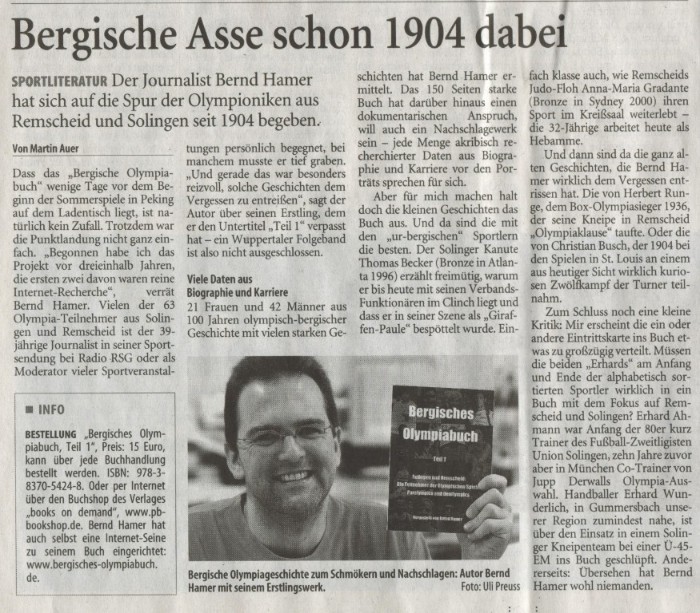 Bergische Asse schon 1904 dabei
SPORTLITERATUR Der Journalist Bernd Hamer
hat sich auf die Spur der Olympioniken aus
Remscheid und Solingen seit 1904 begeben.
Von Martin Auer
Dass das „Bergische Olympia-
buch" wenige Tage vor dem Be-
ginn der Sommerspiele in Peking
auf dem Ladentisch liegt, ist na-
türlich kein Zufall. Trotzdem war
die Punktlandung nicht ganz ein-
fach. „Begonnen habe ich das
Projekt vor dreieinhalb Jahren,
die ersten zwei davon waren reine
Internet-Recherche", verrät
Bernd Hamer. Vielen der 63
Olympia-Teilnehmer aus Solin-
gen und Remscheid ist der 39-
jährige Journalist in seiner Sport-
sendung bei Radio RSG oder als
Moderator vieler Sportveranstal-
tungen persönlich begegnet, bei
manchem musste er tief graben.
„Und gerade das war besonders
reizvoll, solche Geschichten dem
Vergessen zu entreißen", sagt der
Autor über seinen Erstling, dem
er den Untertitel „Teil 1" verpasst
hat – ein Wuppertaler Folgeband
ist also nicht ausgeschlossen.
Viele Daten aus
Biographie und Karriere
21 Frauen und 42 Männer aus
100 Jahren olympisch-bergischer
Geschichte mit vielen starken Ge-
schichten hat Bernd Hamer er-
mittelt. Das 150 Seiten starke
Buch hat darüber hinaus einen
dokumentarischen Anspruch,
will auch ein Nachschlagewerk
sein – jede Menge akribisch re-
cherchierter Daten aus Biogra-
phie und Karriere vor den Por-
träts sprechen für sich.
Aber für mich machen halt
doch die kleinen Geschichten das
Buch aus. Und da sind die mit
den „ur-bergischen" Sportlern
die besten. Der Solinger Kanute
Thomas Becker (Bronze in Atlan-
ta 1996) erzählt freimütig, warum
er bis heute mit seinen Verbands-
Funktionären im Clinch liegt und
dass er in seiner Szene als „Giraf-
fen-Paule" bespöttelt wurde. Ein-
fach klasse auch, wie Remscheids
Judo-Floh Anna-Maria Gradante
(Bronze in Sydney 2000) ihren
Sport im Kreißsaal weiterlebt –
die 32-Jährige arbeitet heute als
Hebamme.
Und dann sind da die ganz al-
ten Geschichten, die Bernd Ha-
mer wirklich dem Vergessen ent-
rissen hat. Die von Herbert Run-
ge, dem Box-Olympiasieger 1936,
der seine Kneipe in Remscheid
„Olympiaklause" taufte. Oder die
von Christian Busch, der 1904 bei
den Spielen in St. Louis an einem
aus heutiger Sicht wirklich kurio-
sen Zwölfkampf der Turner teil-
nahm.
Zum Schluss noch eine kleine
Kritik: Mir erscheint die ein oder
andere Eintrittskarte ins Buch et-
was zu großzügig verteilt. Müssen
die beiden „Erhards" am Anfang
und Ende der alphabetisch sor-
tierten Sportler wirklich in ein
Buch mit dem Fokus auf Rem-
scheid und Solingen? Erhard Ah-
mann war Anfang der 80er kurz
Trainer des Fußball-Zweitligisten
Union Solingen, zehn Jahre zuvor
aber in München Co-Trainer von
Jupp Derwalls Olympia-Aus-
wahl. Handballer Erhard Wun-
derlich, in Gummersbach unse-
rer Region zumindest nahe, ist
über den Einsatz in einem Solin-
ger Kneipenteam bei einer Ü-45-
EM ins Buch geschlüpft. Ande-
rerseits: Übersehen hat Bernd
Hamer wohl niemanden.
INFO
BESTELLUNG „Bergisches Olym-
piabuch, Teil 1", Preis: 15 Euro,
kann über jede Buchhandlung
bestellt werden. ISBN: 978-3-
8370-5424-8. Oder per Internet
über den Buchshop des Verlages
„books on demand", www.pb-
bookshop.de. Bernd Hamer hat
auch selbst eine Internet-Seine
zu seinem Buch eingerichtet:
www.bergisches-olympiabuch.
de.
Bergisches
Olympiabuch
Teil 1
Solingen und Remscheid:
Bergische Olympiageschichte zum Schmökern und Nachschlagen: Autor Bernd
Hamer mit seinem Erstlingswerk.
Foto: Uli Preuss